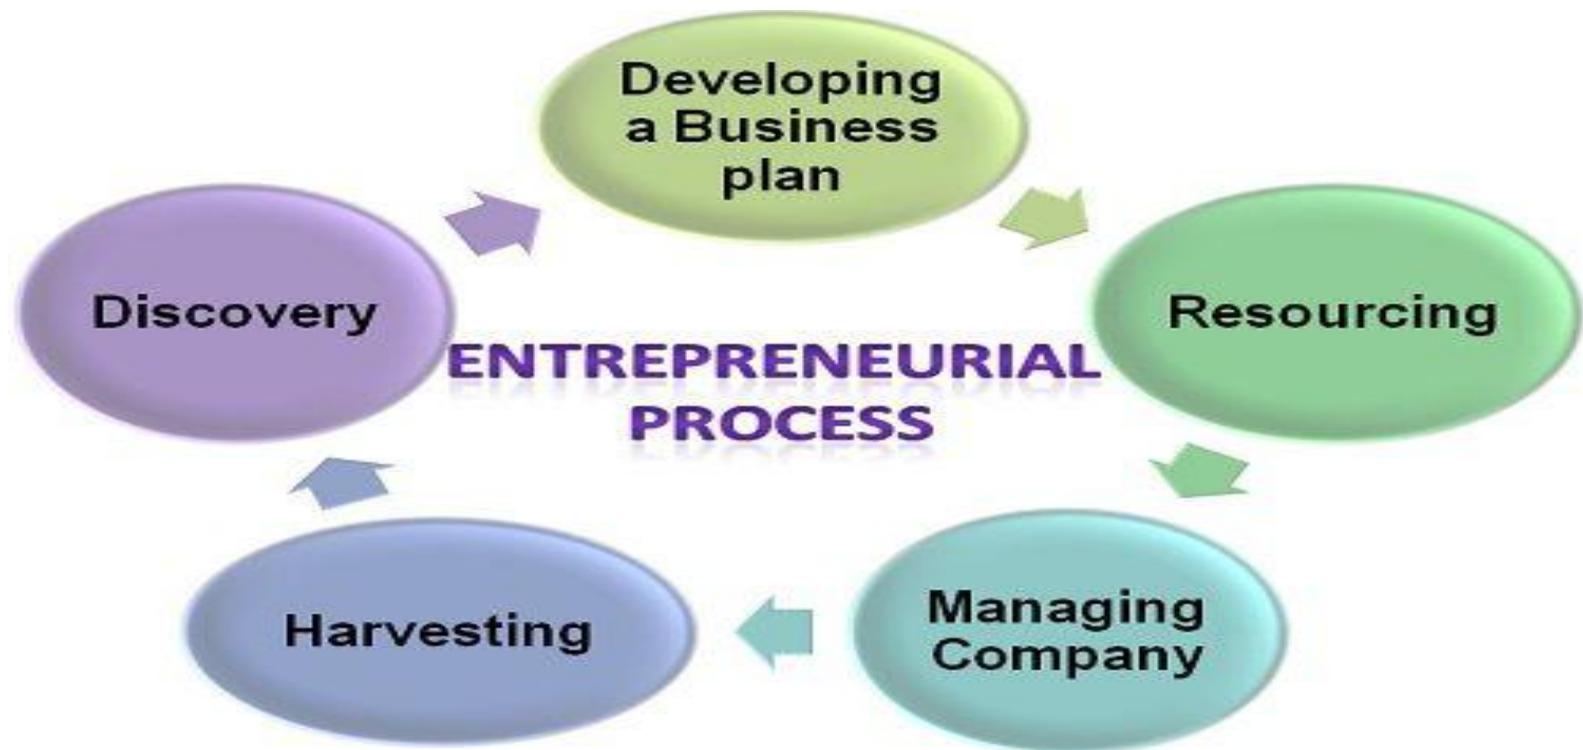 Developing
a Business
plan
Discovery
Resourcing
ENTREPRENEURIAL
PROCESS
Harvesting
Managing
Company